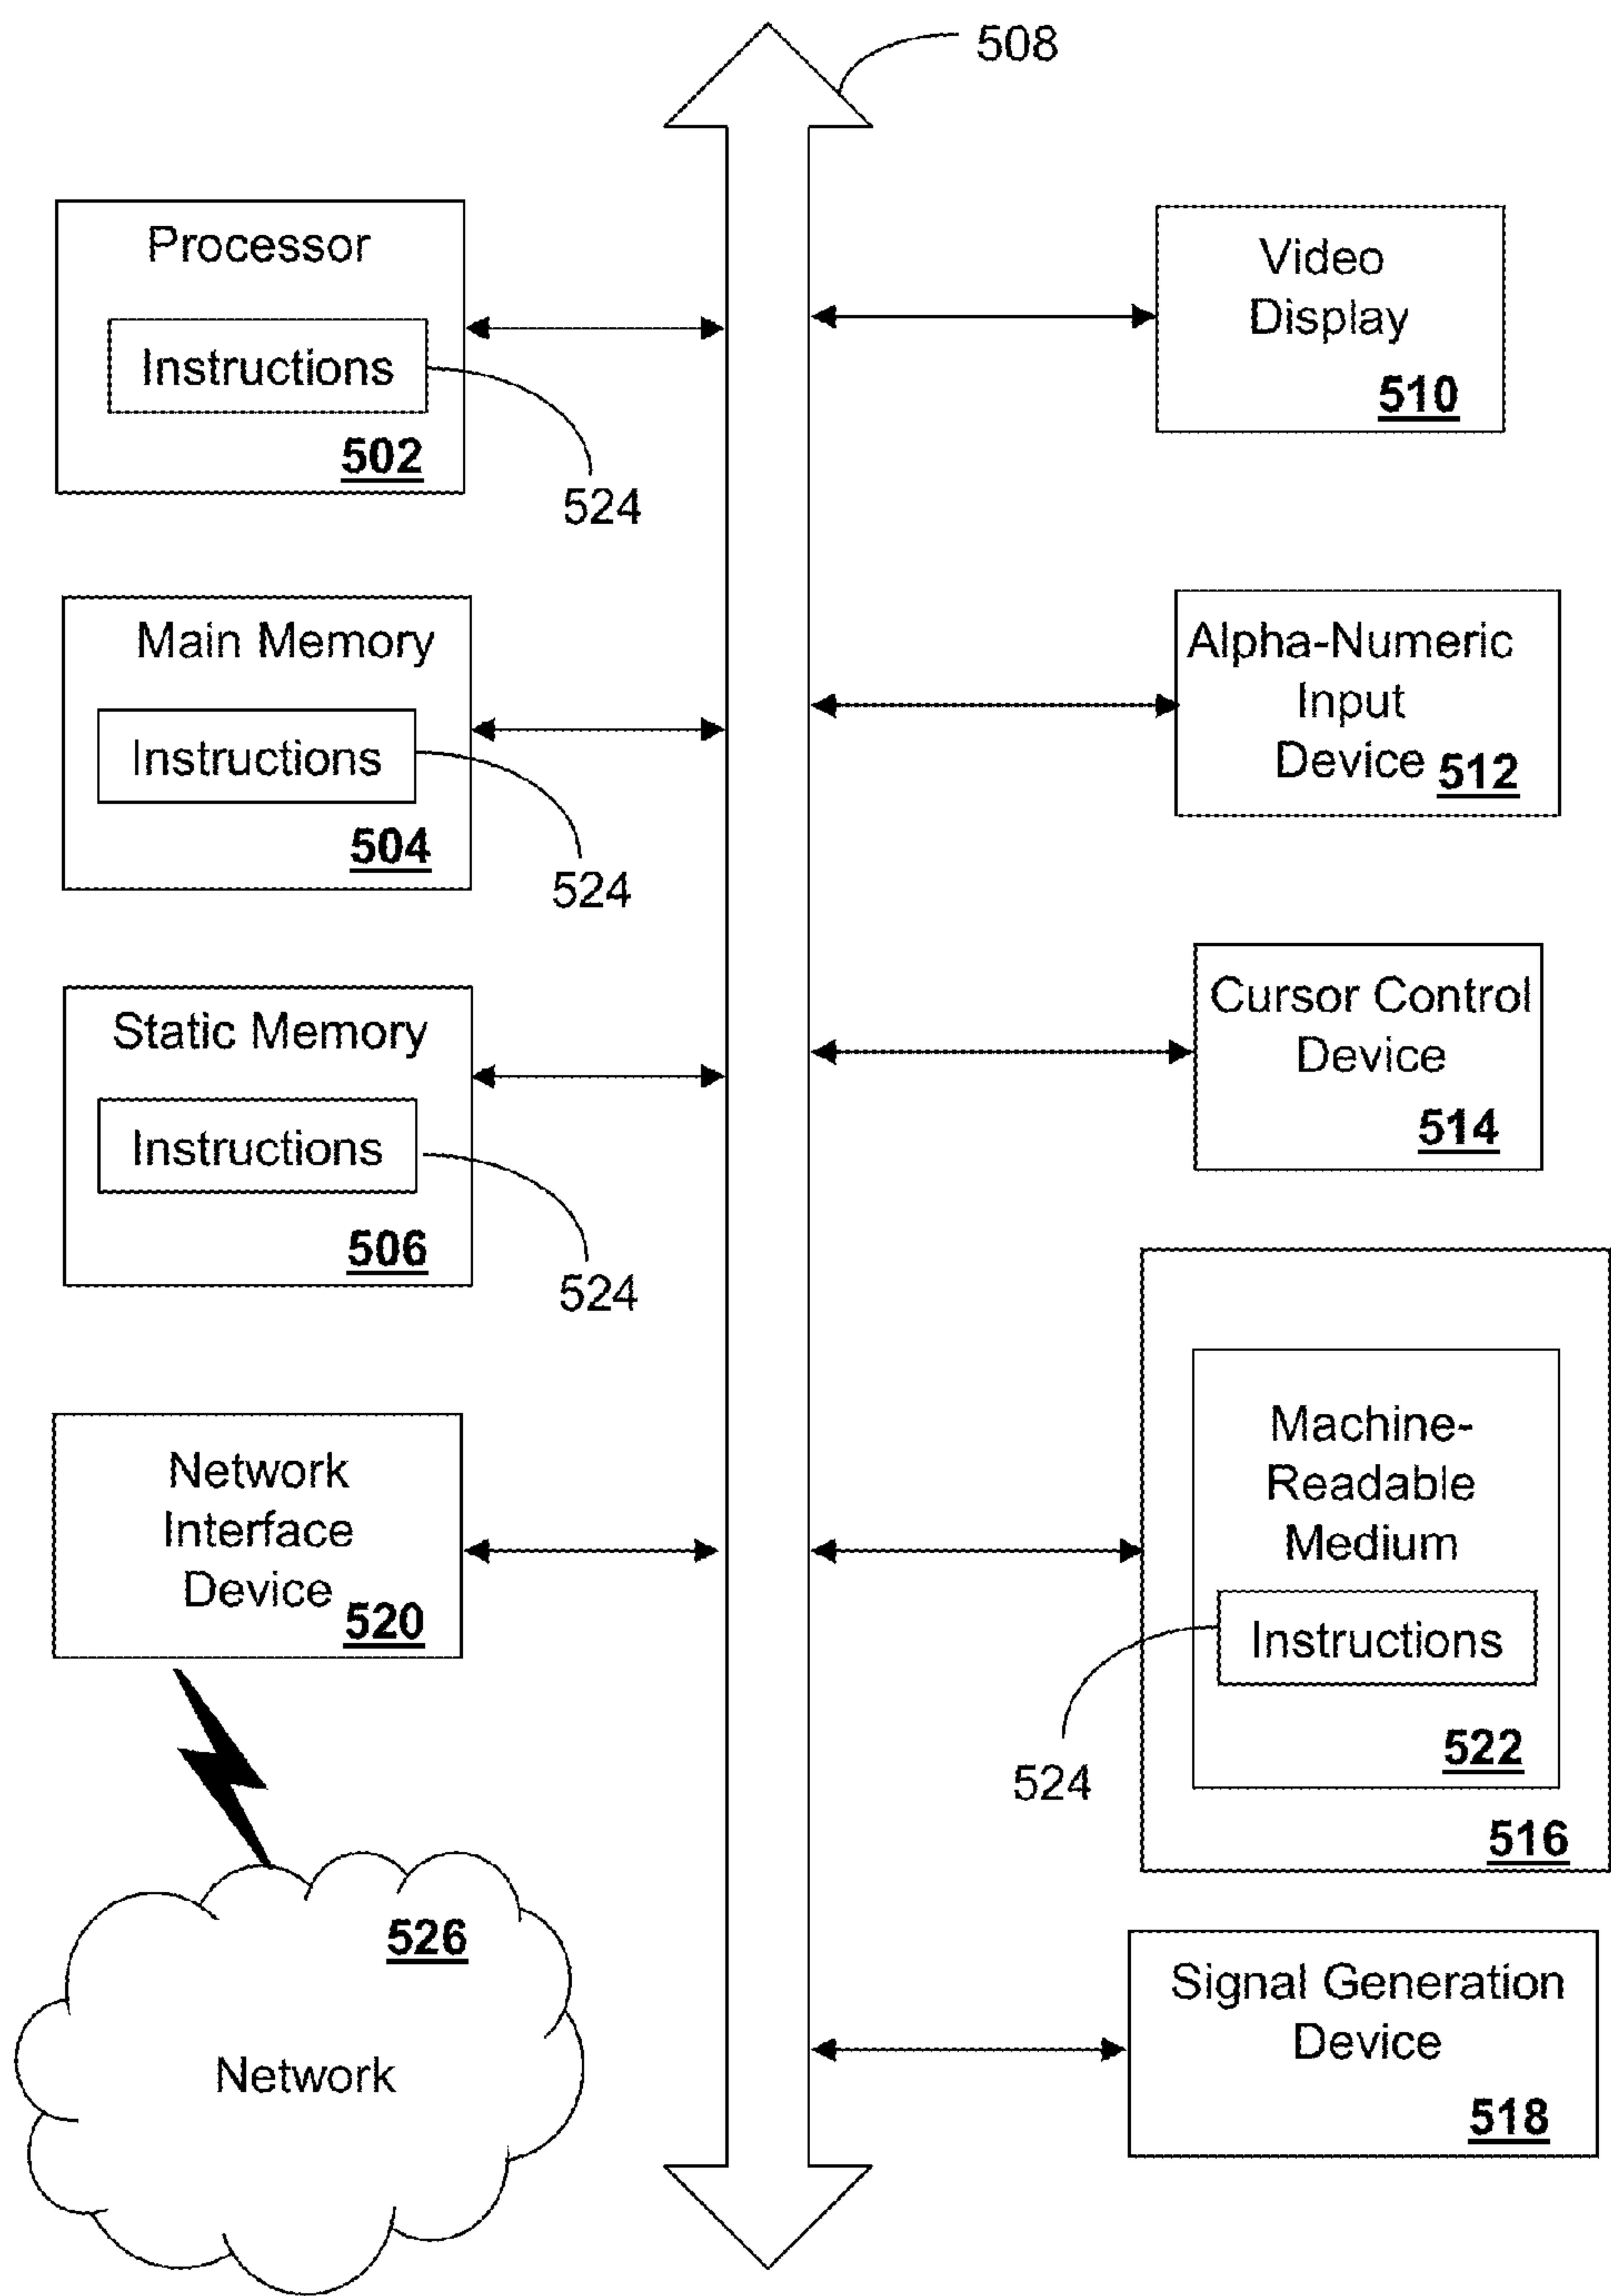 508
Processor
Instructions
502
524
Main Memory
Instructions
504
524
Static Memory
Instructions
506
524
Network
Interface
Device
520
526
Network
Video
Display
510
Alpha-Numeric
Input
Device 512
Cursor Control
Device
514
Machine-
Readable
Medium
Instructions
522
524
516
Signal Generation
Device
518